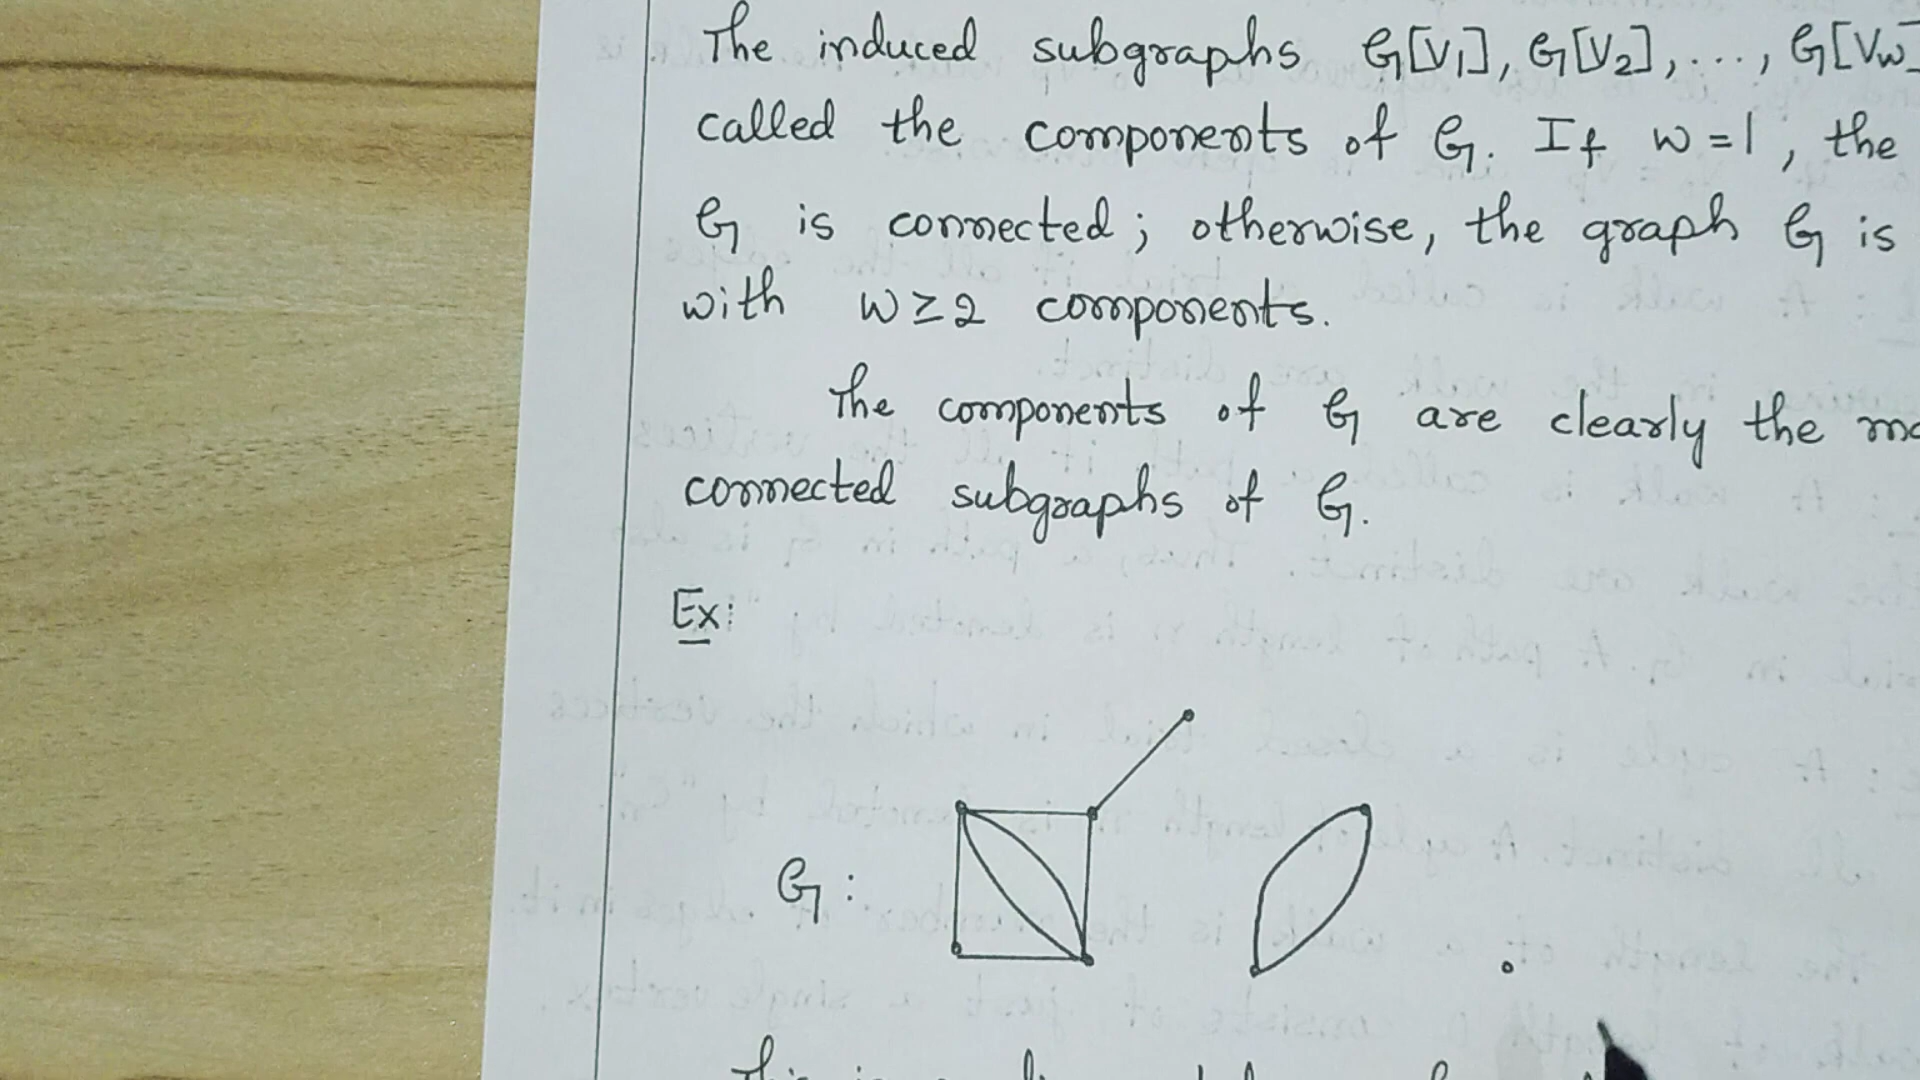 The induced subgraphs G[V1], G[V2], ..., G[Vw]
called the components of G. If w = 1, the
G is connected; otherwise, the graph G is
with w ≥ 2 components.
The components of G are clearly the
connected subgraphs of G.
Ex:
G: